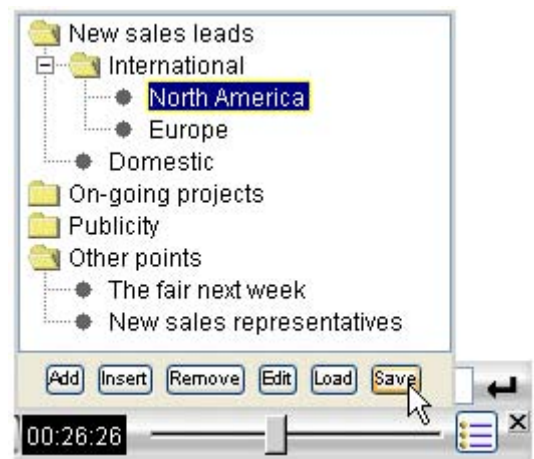 New sales leads
International
North America
Europe
Domestic
On-going projects
Publicity
Other points
The fair next week
New sales representatives
Add Insert Remove Edit Load Save
00:26:26